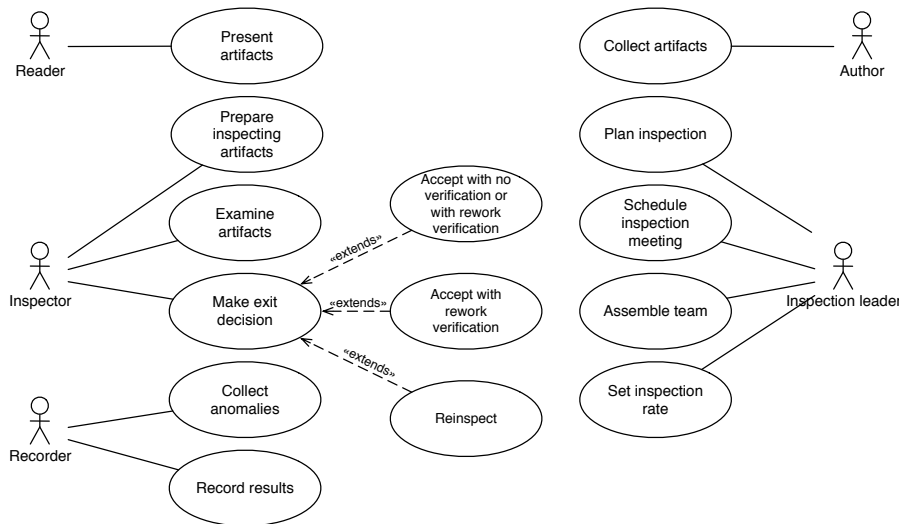 Present
artifacts
Reader
Collect artifacts
Author
Prepare
inspecting
artifacts
Plan inspection
Accept with no
verification or
with rework
verification
Examine
artifacts
Schedule
inspection
meeting
«extends»
Inspector
Make exit
decision
«extends»
Accept with
rework
verification
Assemble team
Inspection leader
«extends»
Collect
anomalies
Reinspect
Set inspection
rate
Recorder
Record results